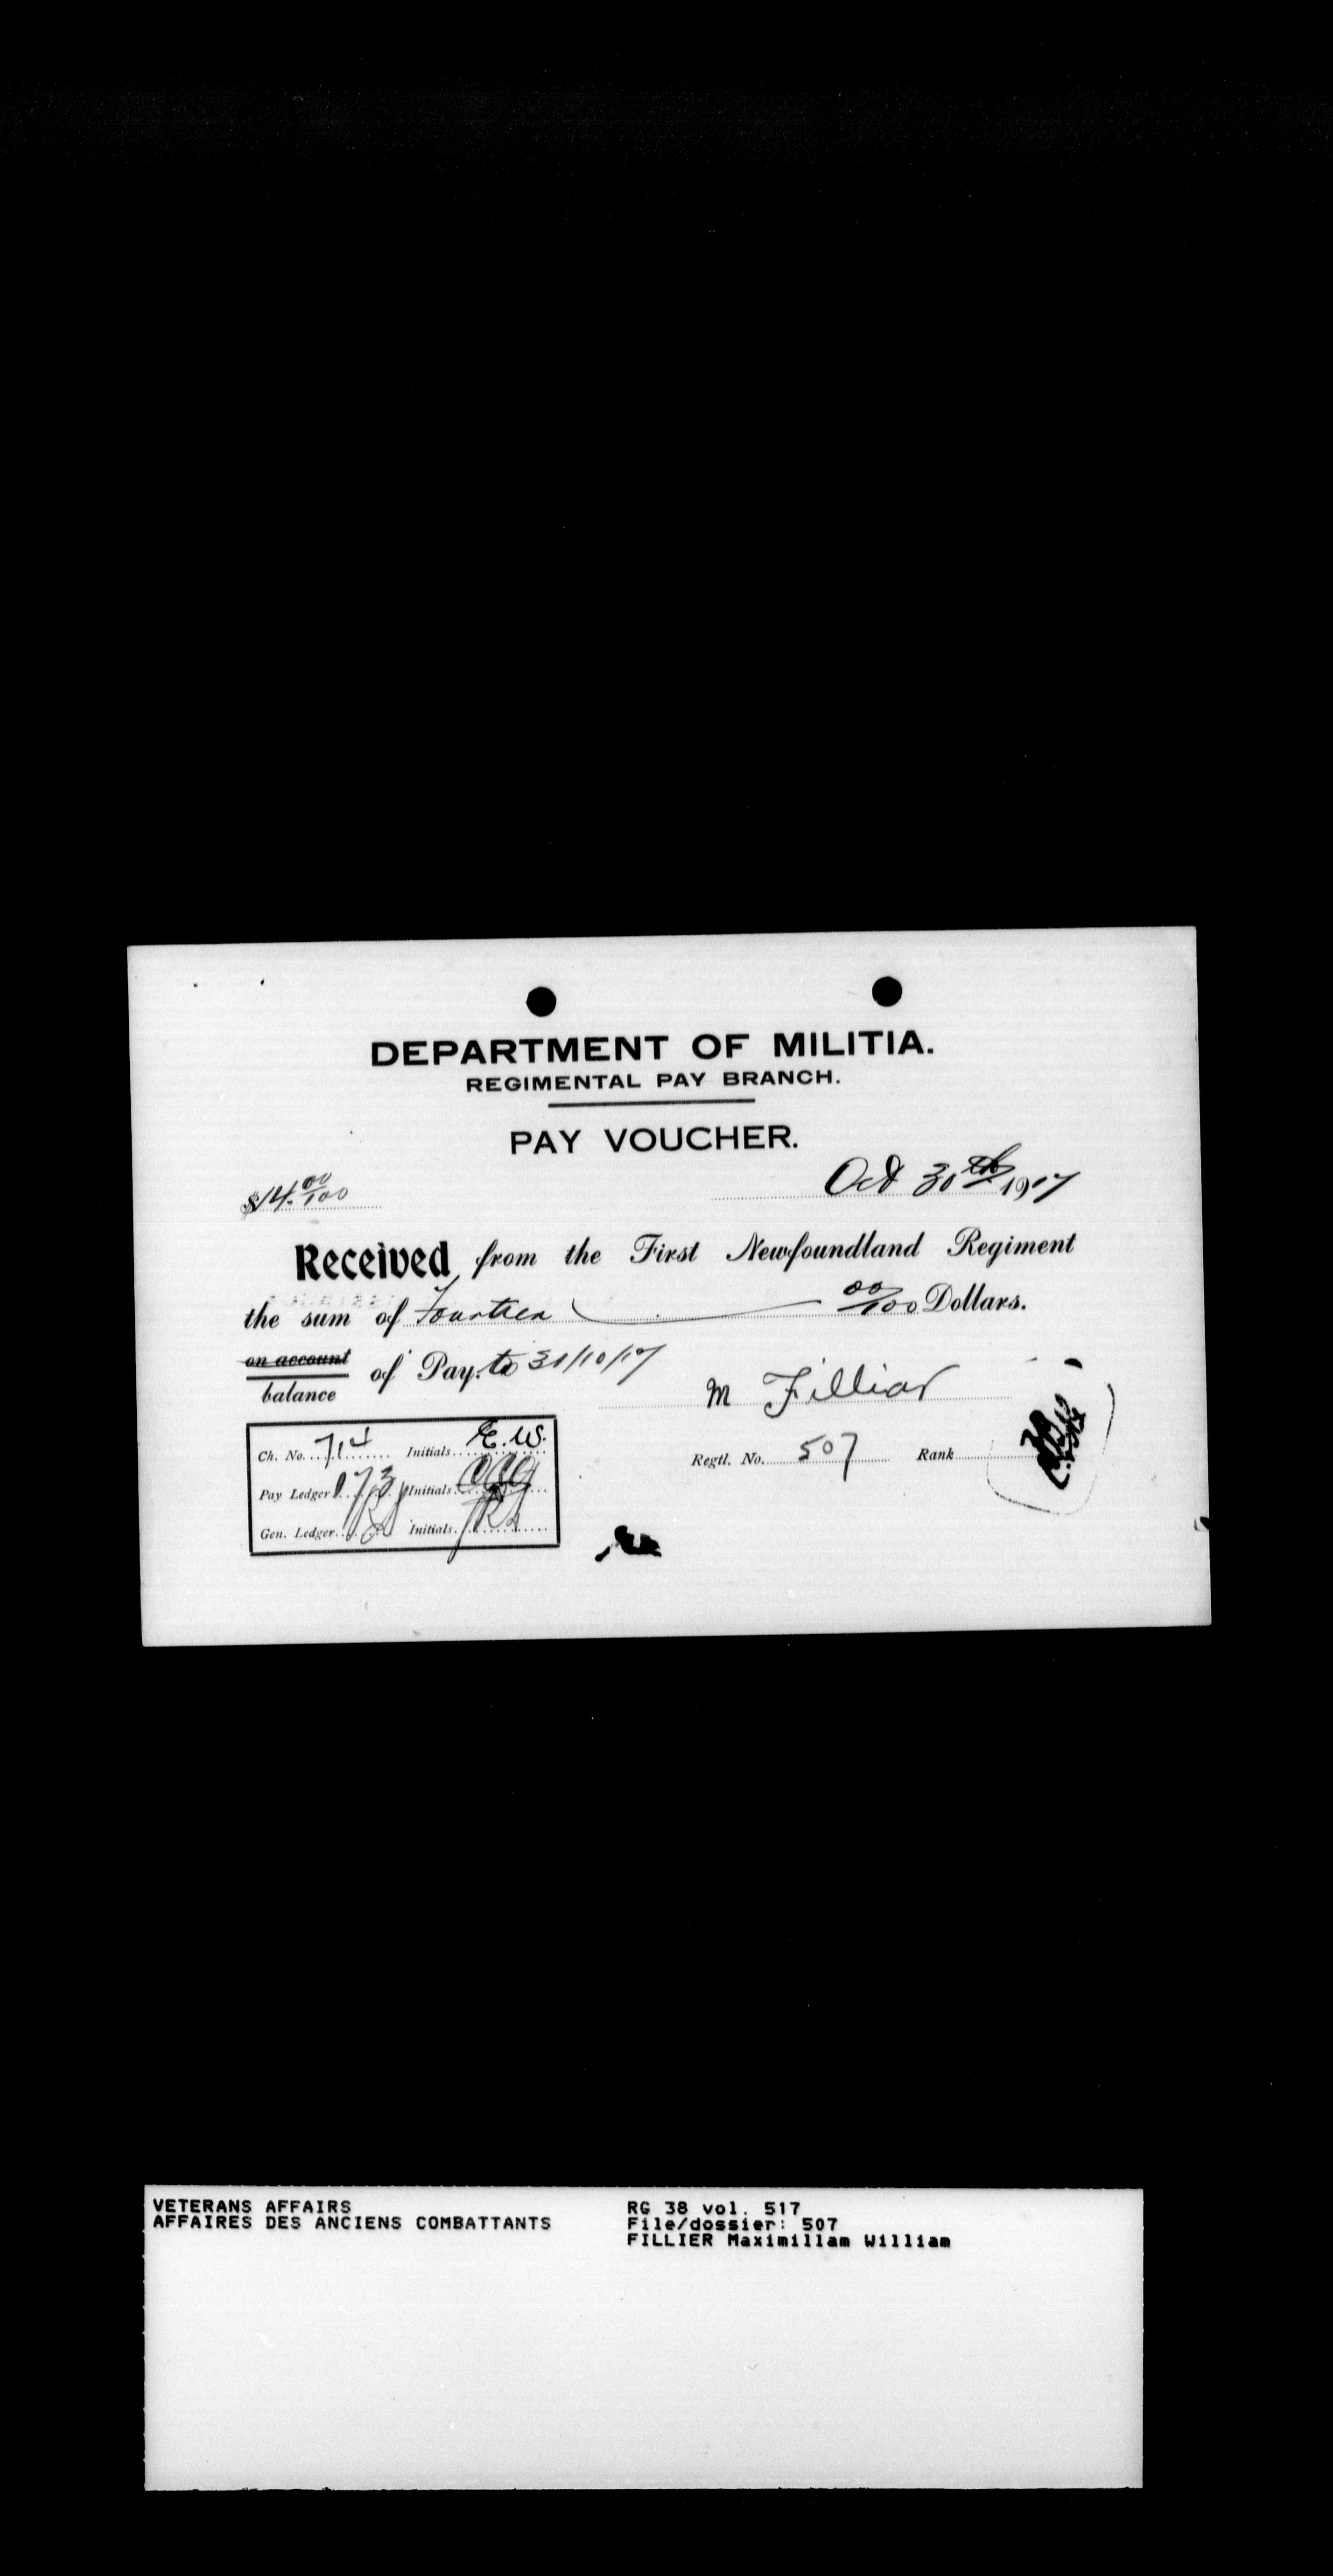 DEPARTMENT OF MILITIA.
REGIMENTAL PAY BRANCH.
PAY VOUCHER.
$14.00/100
Oct 30th 1917
Received from the First Newfoundland Regiment
the sum of Fourteen 00/100 Dollars.
on account
balance of Pay. to 31/10/17
M Filliar
Ch. No. 714 Initials E.W.
Regtl. No. 507 Rank
Pay Ledger Initials
Gen. Ledger Initials
VETERANS AFFAIRS
AFFAIRES DES ANCIENS COMBATTANTS
RG 38 vol. 517
File/dossier: 507
FILLIER Maximillam William